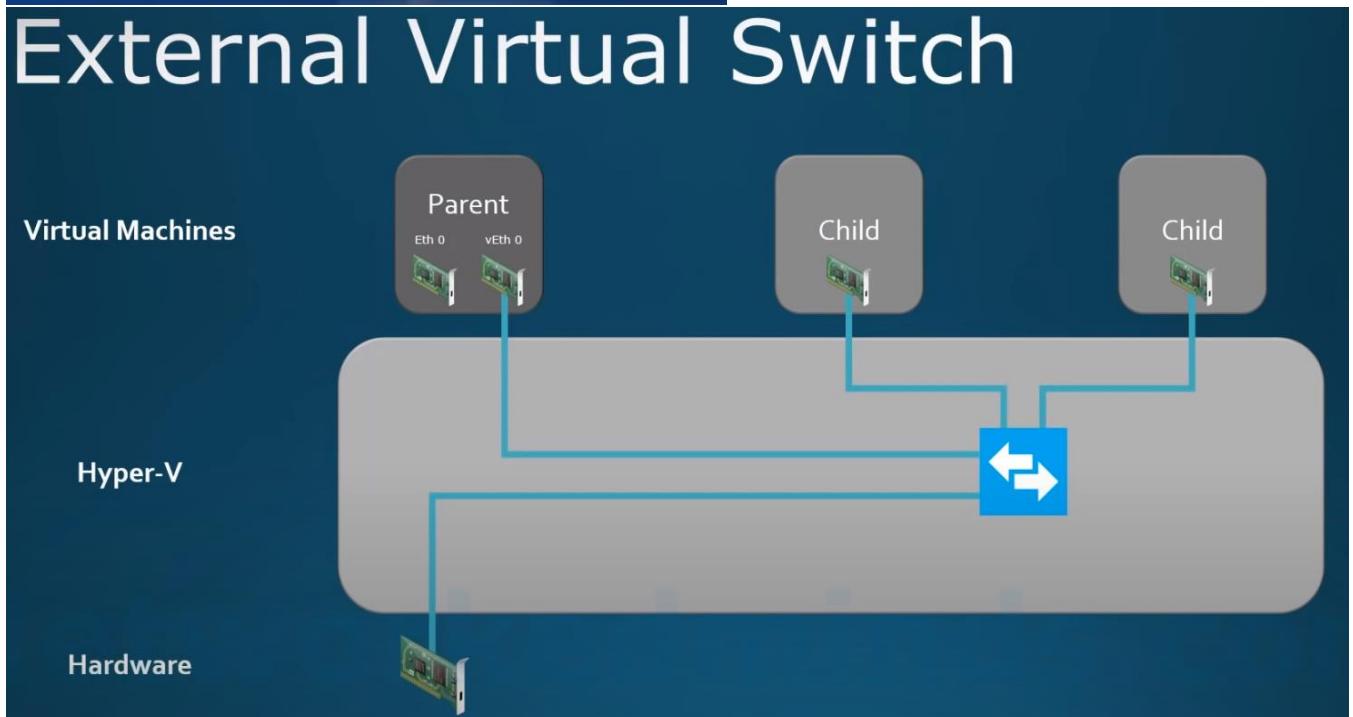 External Virtual Switch
Virtual Machines
Parent
Eth 0 vEth 0
Child
Child
Hyper-V
Hardware